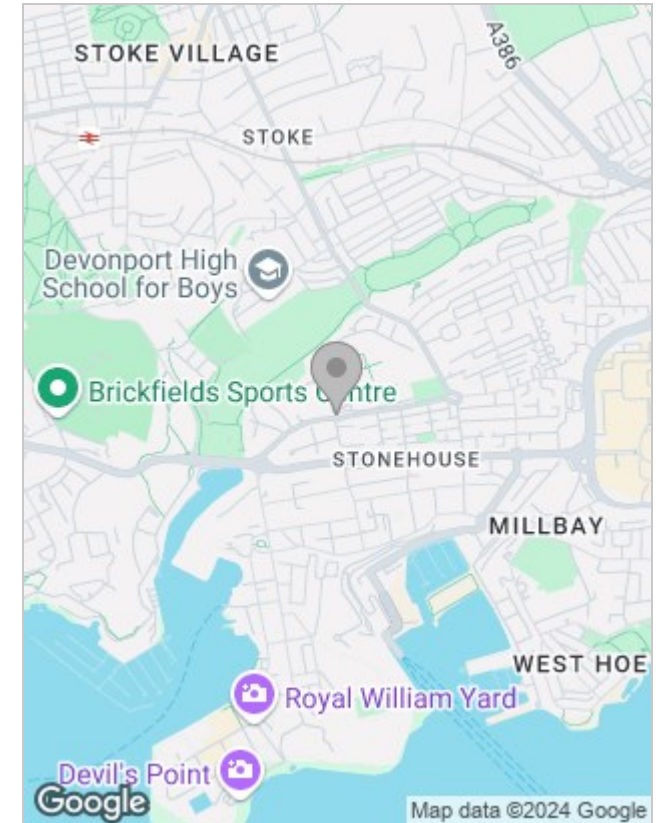 STOKE VILLAGE
A386
STOKE
Devonport High
School for Boys
Brickfields Sports Centre
STONEHOUSE
MILLBAY
WEST HOE
Royal William Yard
Devil's Point
Google
Map data ©2024 Google